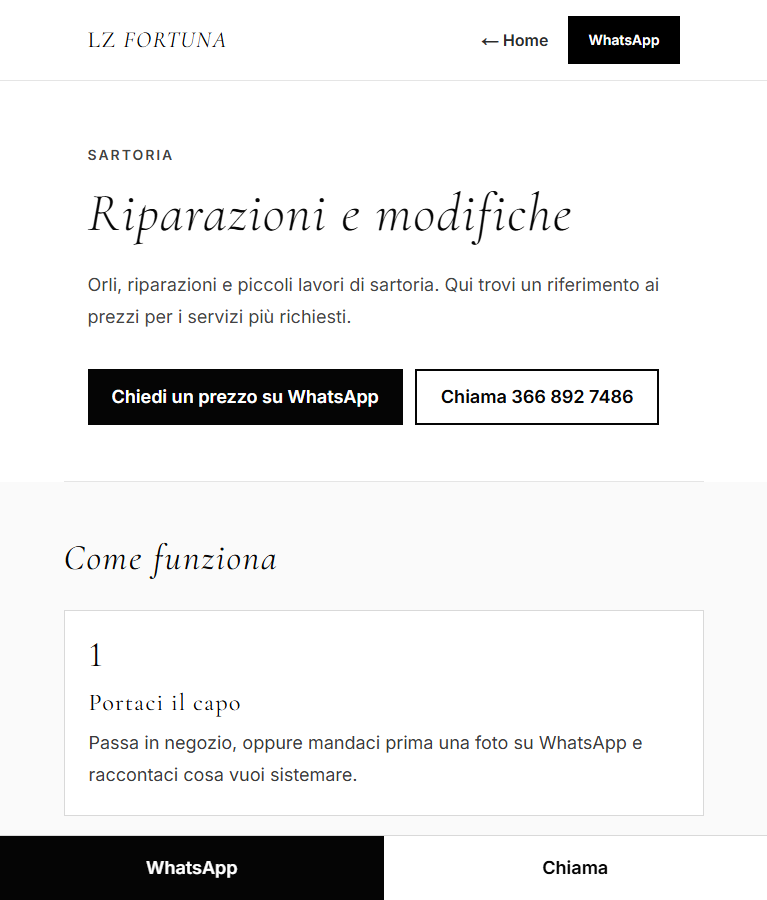 LZ FORTUNA
← Home
WhatsApp
SARTORIA
Riparazioni e modifiche
Orli, riparazioni e piccoli lavori di sartoria. Qui trovi un riferimento ai
prezzi per i servizi più richiesti.
Chiedi un prezzo su WhatsApp
Chiama 366 892 7486
Come funziona
1
Portaci il capo
Passa in negozio, oppure mandaci prima una foto su WhatsApp e
raccontaci cosa vuoi sistemare.
WhatsApp
Chiama